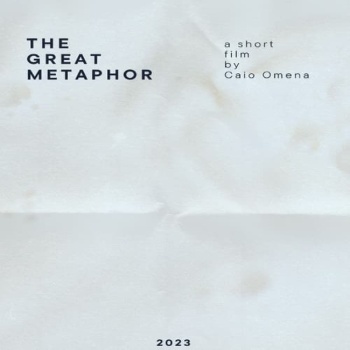 THE
GREAT
METAPHOR
a short
film
by
Caio Omena
2023